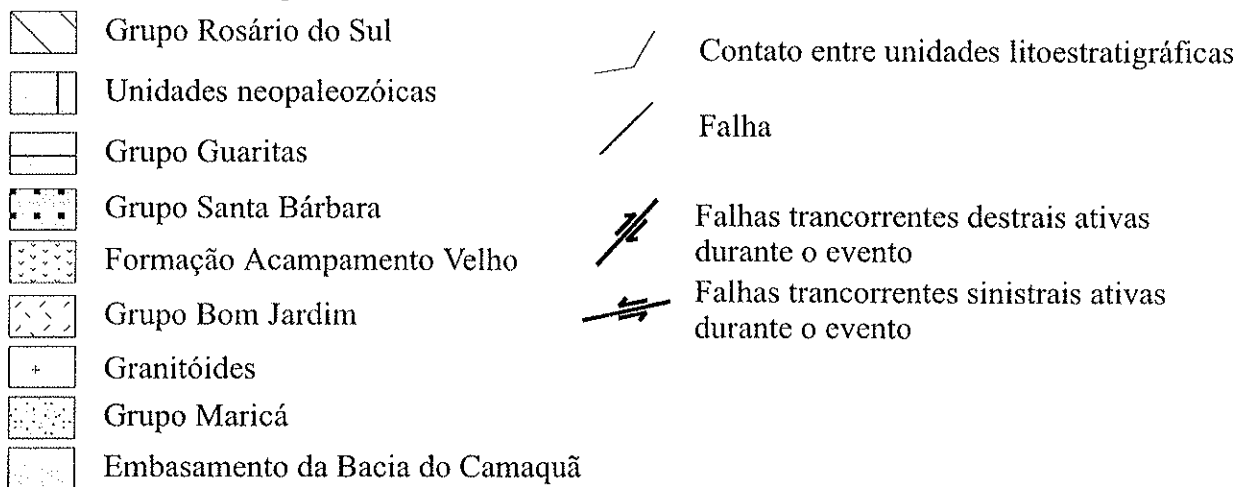 Grupo Rosário do Sul
Unidades neopaleozóicas
Grupo Guaritas
Grupo Santa Bárbara
Formação Acampamento Velho
Grupo Bom Jardim
Granitóides
Grupo Maricá
Embasamento da Bacia do Camaquã
Contato entre unidades litoestratigráficas
Falha
Falhas trancorrentes destrais ativas
durante o evento
Falhas trancorrentes sinistrais ativas
durante o evento